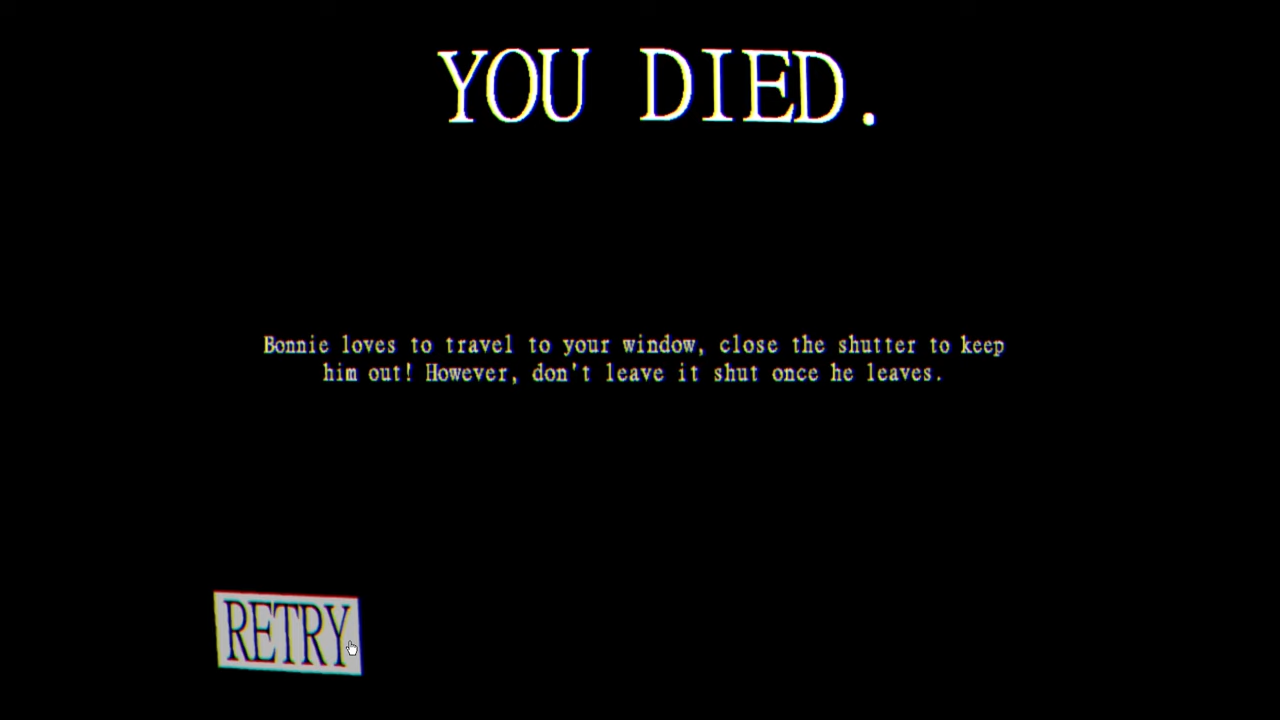 YOU DIED.
Bonnie loves to travel to your window, close the shutter to keep
him out! However, don't leave it shut once he leaves.
RETRY